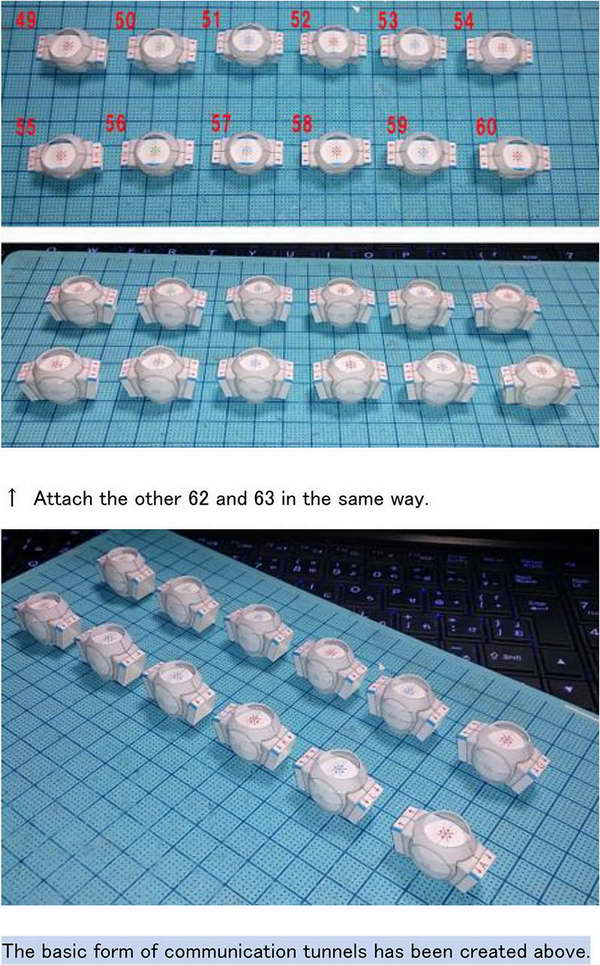 49 50 51 52 53 54
55 56 57 58 59 60
Q W E R T Y U I O P
↑ Attach the other 62 and 63 in the same way.
Shift
The basic form of communication tunnels has been created above.